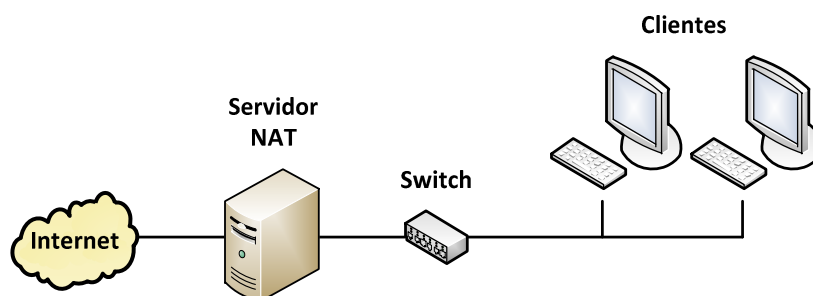 Clientes
Servidor
NAT
Switch
Internet